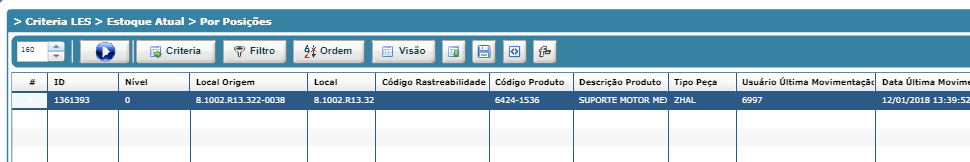 > Criteria LES > Estoque Atual > Por Posições
160 Criteria Filtro Ordem Visão
# ID Nível Local Origem Local Código Rastreabilidade Código Produto Descrição Produto Tipo Peça Usuário Última Movimentação Data Última Movime
1361393 0 8.1002.R13.322-0038 8.1002.R13.32 6424-1536 SUPORTE MOTOR ME ZHAL 6997 12/01/2018 13:39:52